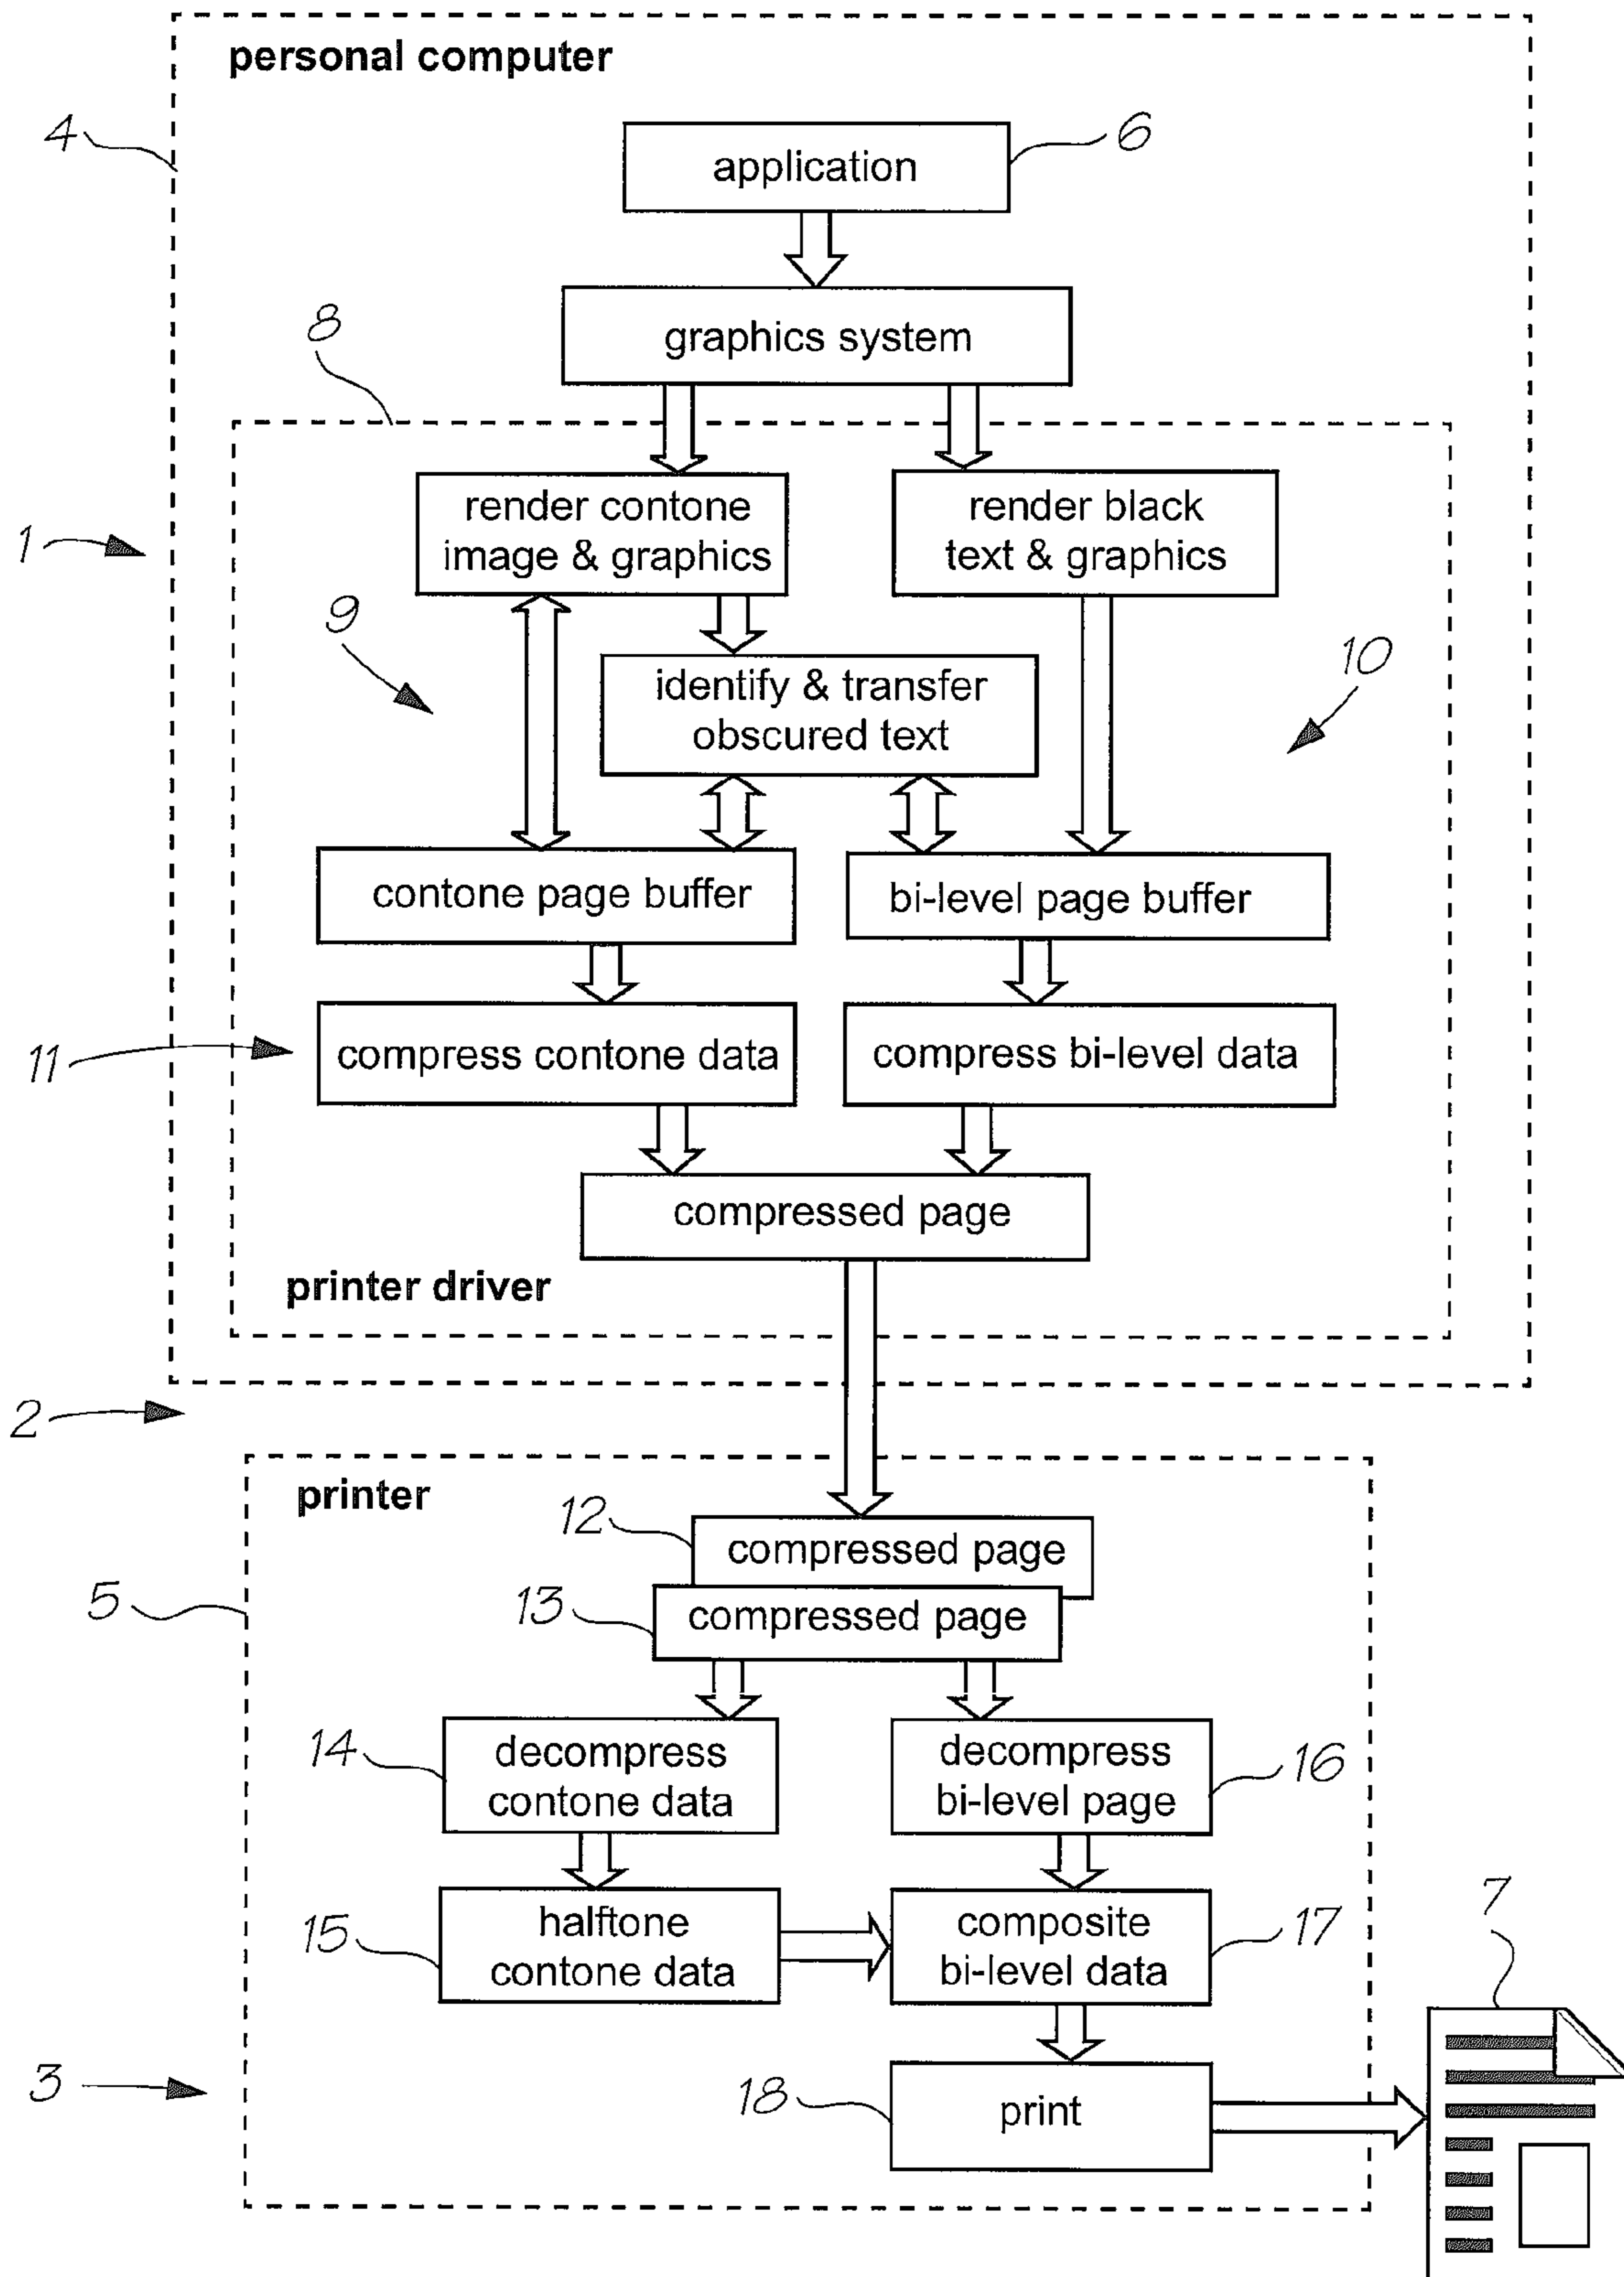 personal computer
4
application
6
graphics system
8
render contone
image & graphics
render black
text & graphics
1
9
identify & transfer
obscured text
10
contone page buffer
bi-level page buffer
11
compress contone data
compress bi-level data
compressed page
printer driver
2
printer
12
compressed page
5
13
compressed page
14
decompress
contone data
decompress
bi-level page
16
15
halftone
contone data
composite
bi-level data
17
7
3
18
print